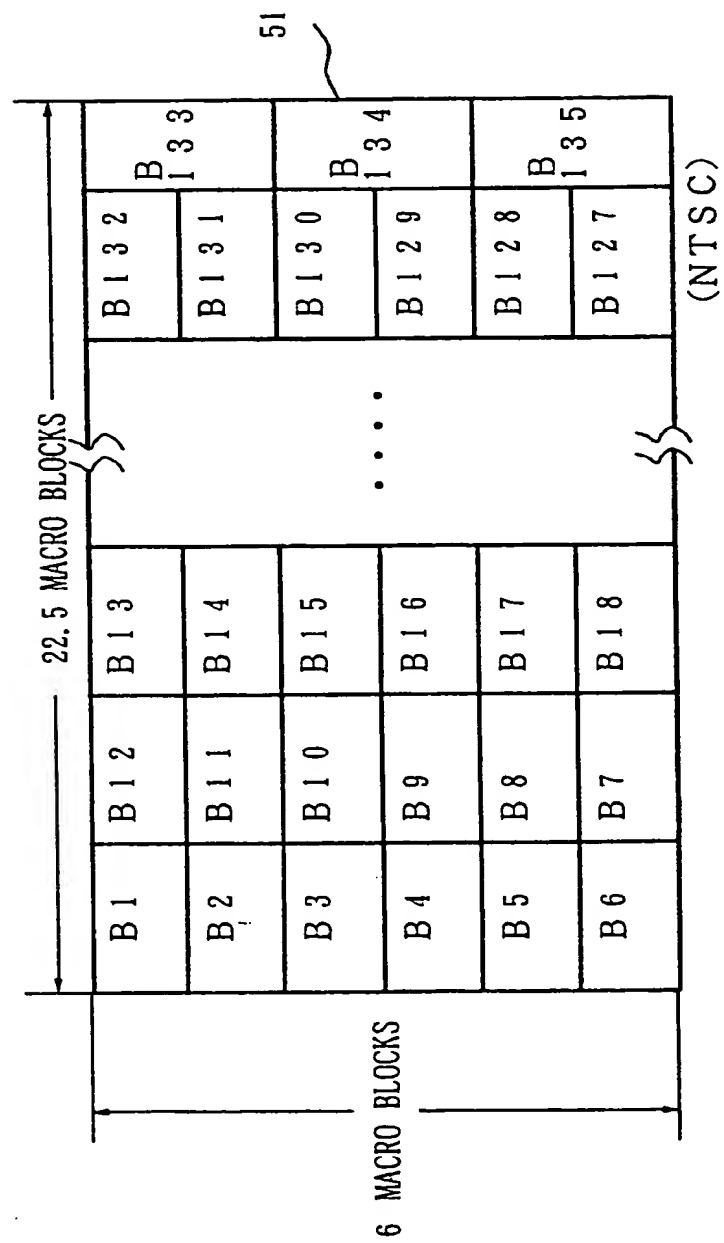 22.5 MACRO BLOCKS
51
6 MACRO BLOCKS
B1 B12 B13 B132 B133
B2 B11 B14 B131
B3 B10 B15 .... B130 B134
B4 B9 B16 B129
B5 B8 B17 B128 B135
B6 B7 B18 B127
(NTSC)